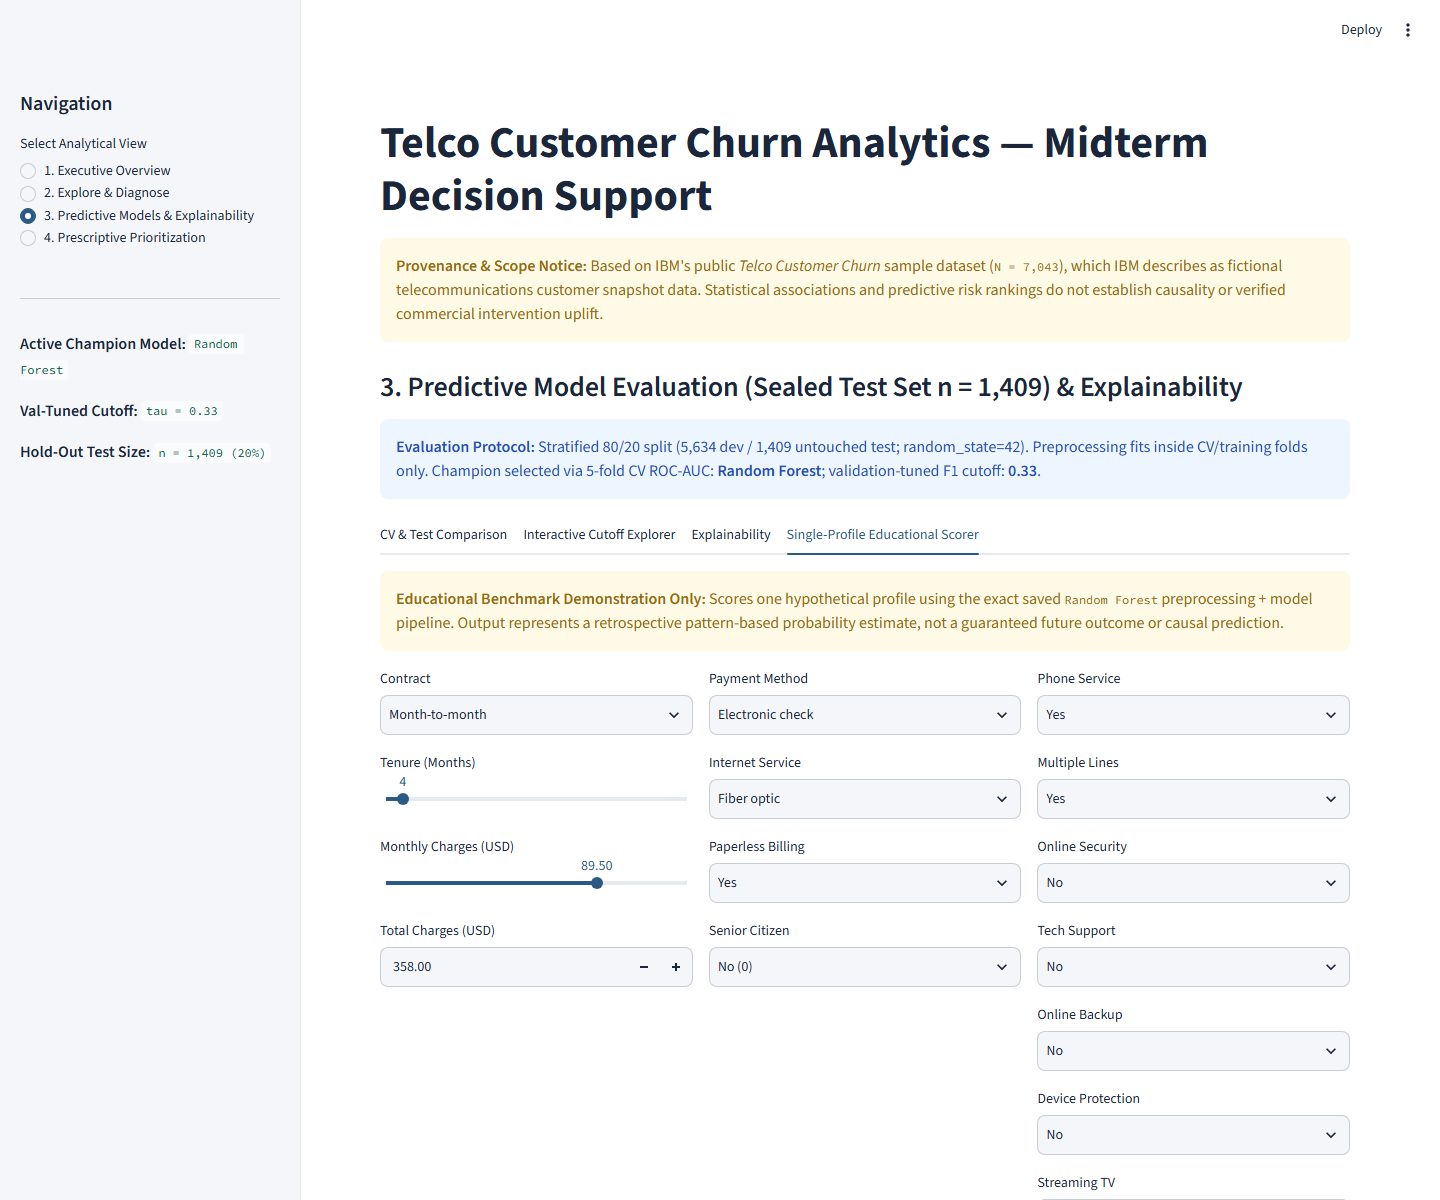 Deploy
Navigation
Select Analytical View
1. Executive Overview
2. Explore & Diagnose
3. Predictive Models & Explainability
4. Prescriptive Prioritization
Active Champion Model: Random
Forest
Val-Tuned Cutoff: tau = 0.33
Hold-Out Test Size: n = 1,409 (20%)
Telco Customer Churn Analytics — Midterm
Decision Support
Provenance & Scope Notice: Based on IBM's public Telco Customer Churn sample dataset (N = 7,043), which IBM describes as fictional
telecommunications customer snapshot data. Statistical associations and predictive risk rankings do not establish causality or verified
commercial intervention uplift.
3. Predictive Model Evaluation (Sealed Test Set n = 1,409) & Explainability
Evaluation Protocol: Stratified 80/20 split (5,634 dev / 1,409 untouched test; random_state=42). Preprocessing fits inside CV/training folds
only. Champion selected via 5-fold CV ROC-AUC: Random Forest; validation-tuned F1 cutoff: 0.33.
CV & Test Comparison Interactive Cutoff Explorer Explainability Single-Profile Educational Scorer
Educational Benchmark Demonstration Only: Scores one hypothetical profile using the exact saved Random Forest preprocessing + model
pipeline. Output represents a retrospective pattern-based probability estimate, not a guaranteed future outcome or causal prediction.
Contract
Month-to-month
Tenure (Months)
4
Monthly Charges (USD)
89.50
Total Charges (USD)
358.00
Payment Method
Electronic check
Internet Service
Fiber optic
Paperless Billing
Yes
Senior Citizen
No (0)
Phone Service
Yes
Multiple Lines
Yes
Online Security
No
Tech Support
No
Online Backup
No
Device Protection
No
Streaming TV